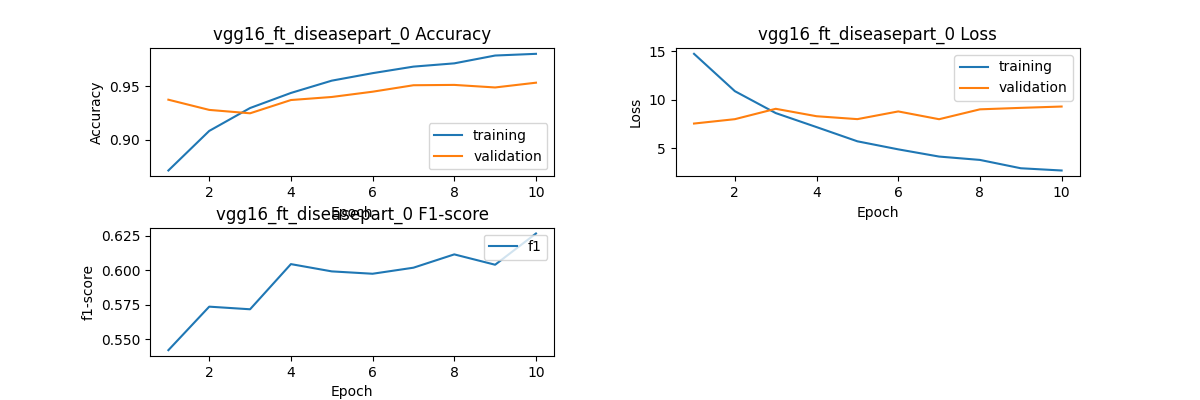 vgg16_ft_diseasepart_0 Accuracy
Accuracy
0.95
0.90
training
validation
2 4 6 8 10
Epoch
vgg16_ft_diseasepart_0 Loss
Loss
15
10
5
training
validation
2 4 6 8 10
Epoch
vgg16_ft_diseasepart_0 F1-score
f1-score
0.625
0.600
0.575
0.550
f1
2 4 6 8 10
Epoch